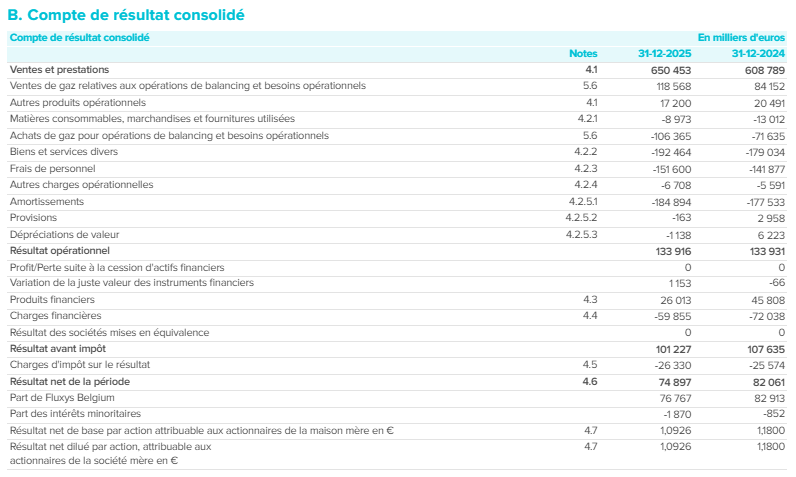 B. Compte de résultat consolidé
Compte de résultat consolidé En milliers d'euros
Notes 31-12-2025 31-12-2024
Ventes et prestations 4.1 650 453 608 789
Ventes de gaz relatives aux opérations de balancing et besoins opérationnels 5.6 118 568 84 152
Autres produits opérationnels 4.1 17 200 20 491
Matières consommables, marchandises et fournitures utilisées 4.2.1 -8 973 -13 012
Achats de gaz pour opérations de balancing et besoins opérationnels 5.6 -106 365 -71 635
Biens et services divers 4.2.2 -192 464 -179 034
Frais de personnel 4.2.3 -151 600 -141 877
Autres charges opérationnelles 4.2.4 -6 708 -5 591
Amortissements 4.2.5.1 -184 894 -177 533
Provisions 4.2.5.2 -163 2 958
Dépréciations de valeur 4.2.5.3 -1 138 6 223
Résultat opérationnel 133 916 133 931
Profit/Perte suite à la cession d'actifs financiers 0 0
Variation de la juste valeur des instruments financiers 1 153 -66
Produits financiers 4.3 26 013 45 808
Charges financières 4.4 -59 855 -72 038
Résultat des sociétés mises en équivalence 0 0
Résultat avant impôt 101 227 107 635
Charges d'impôt sur le résultat 4.5 -26 330 -25 574
Résultat net de la période 4.6 74 897 82 061
Part de Fluxys Belgium 76 767 82 913
Part des intérêts minoritaires -1 870 -852
Résultat net de base par action attribuable aux actionnaires de la maison mère en € 4.7 1,0926 1,1800
Résultat net dilué par action, attribuable aux 4.7 1,0926 1,1800
actionnaires de la société mère en €